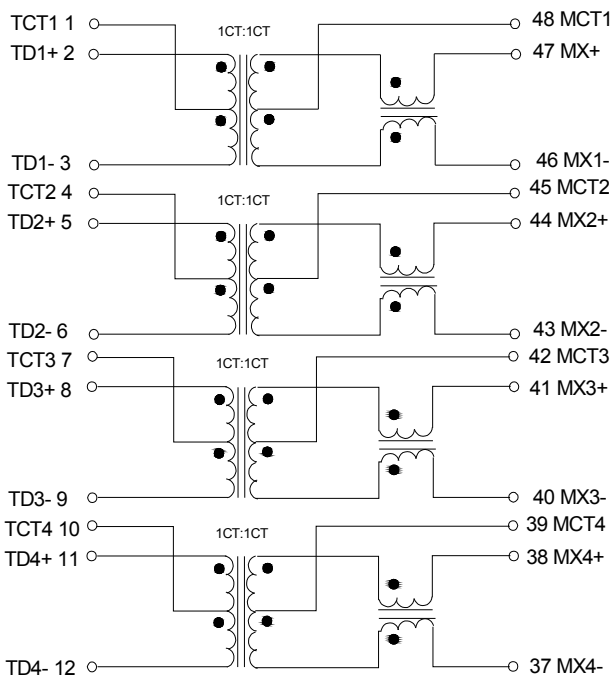 TCT1 1
1CT:1CT
48 MCT1
TD1+ 2
47 MX+
TD1- 3
46 MX1-
TCT2 4
1CT:1CT
45 MCT2
TD2+ 5
44 MX2+
TD2- 6
43 MX2-
TCT3 7
1CT:1CT
42 MCT3
TD3+ 8
41 MX3+
TD3- 9
40 MX3-
TCT4 10
1CT:1CT
39 MCT4
TD4+ 11
38 MX4+
TD4- 12
37 MX4-